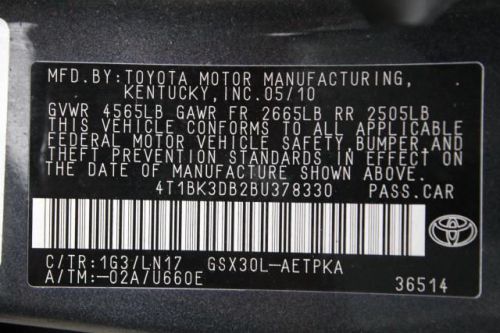 MFD.BY:TOYOTA MOTOR MANUFACTURING,
KENTUCKY, INC.05/10
GVWR 4565LB GAWR FR 2665LB RR 2505LB
THIS VEHICLE CONFORMS TO ALL APPLICABLE
FEDERAL MOTOR VEHICLE SAFETY,BUMPER,AND
THEFT PREVENTION STANDARDS IN EFFECT ON
THE DATE OF MANUFACTURE SHOWN ABOVE.
4T1BK3DB2BU378330 PASS.CAR
C/TR:1G3/LN17 GSX30L-AETPKA
A/TM:-02A/U660E 36514